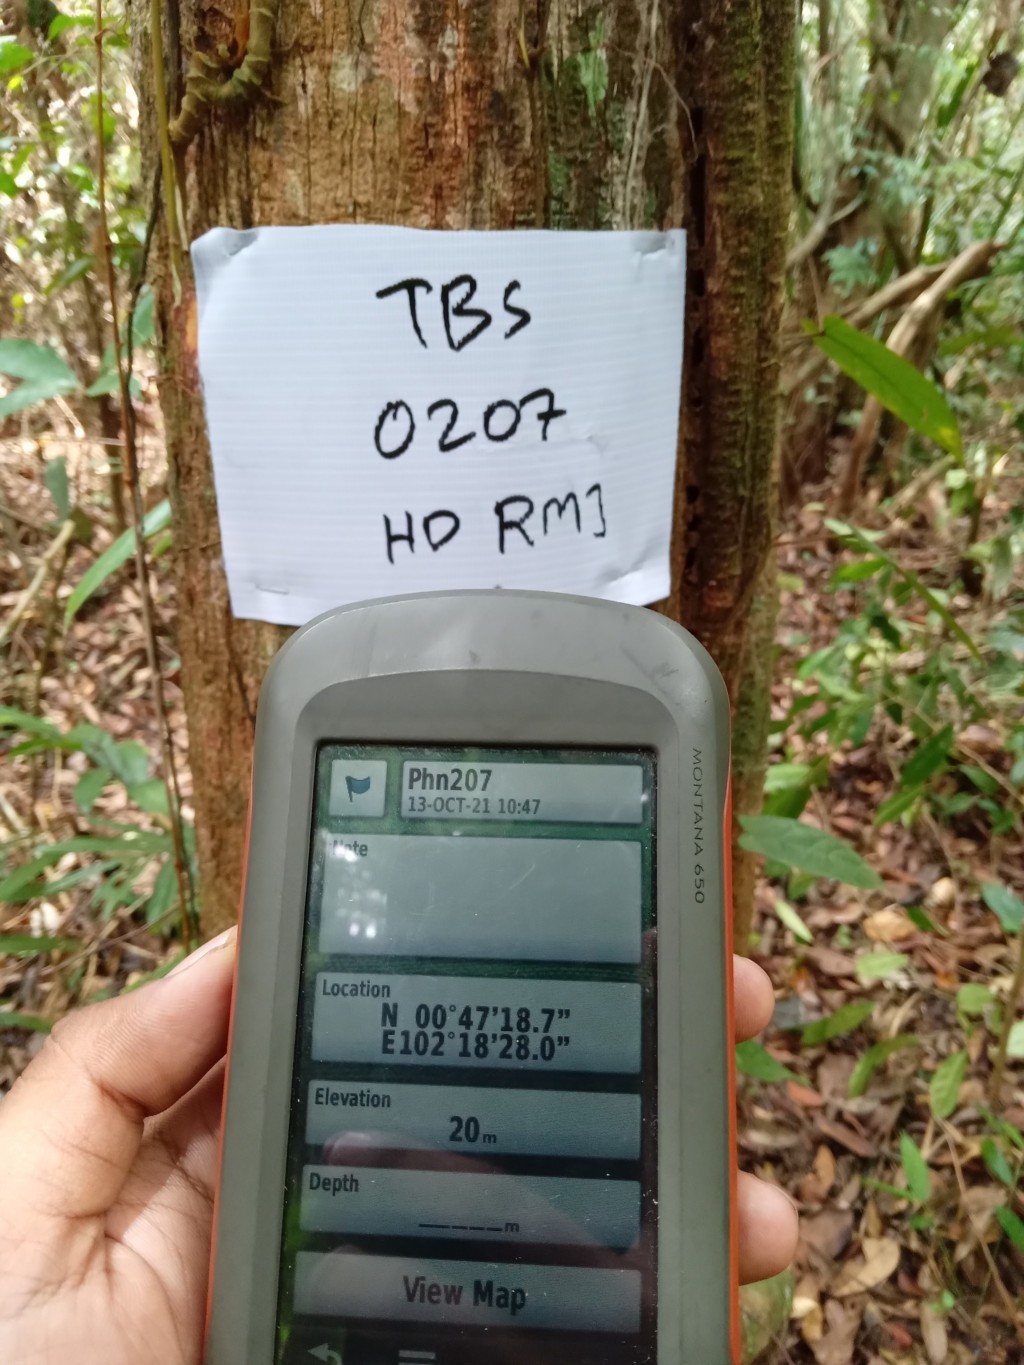 TBS
0207
HD RMJ
MONTANA 650
Phn207
13-OCT-21 10:47
Note
Location
N 00°47'18.7"
E102°18'28.0"
Elevation
20m
Depth
_____m
View Map